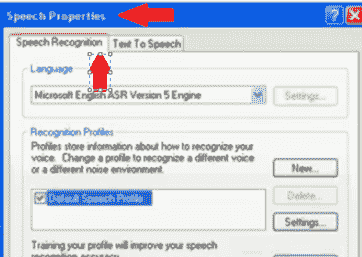 Speech Properties
Speech Recognition
Text To Speech
Language
Microsoft English ASR Version 5 Engine
Settings...
Recognition Profiles
Profiles store information about how to recognize your
voice. Change a profile to recognize a different voice
or a different noise environment.
New...
Default Speech Profile
Delete...
Settings...
Training your profile will improve your speech
recognition accuracy.